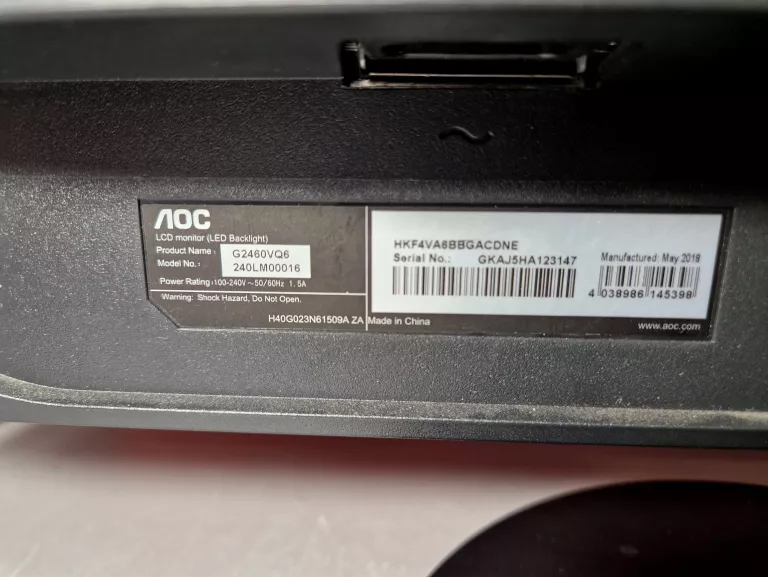 AOC
LCD monitor (LED Backlight)
Product Name : G2460VQ6
Model No.: 240LM00016
Power Rating:100-240V～50/60Hz 1.5A
Warning: Shock Hazard, Do Not Open.
H40G023N61509A ZA
HKF4VA6BBGACDNE
Serial No.: GKAJ5HA123147
Manufactured: May 2018
4 038986 145398
Made in China
www.aoc.com